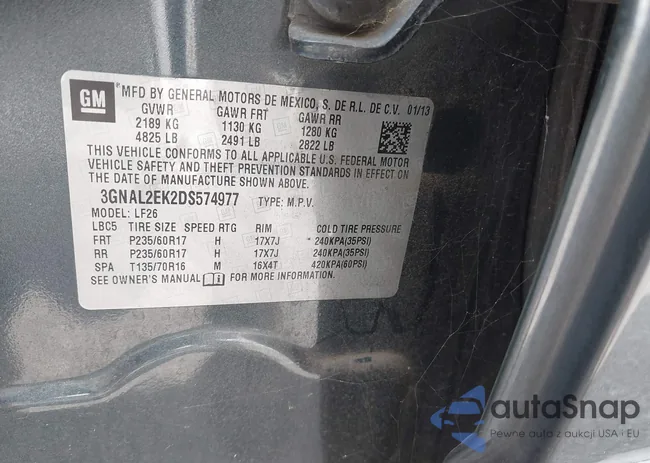 GM
MFD BY GENERAL MOTORS DE MEXICO, S. DE R.L. DE C.V. 01/13
GVWR GAWR FRT GAWR RR
2189 KG 1130 KG 1280 KG
4825 LB 2491 LB 2822 LB
THIS VEHICLE CONFORMS TO ALL APPLICABLE U.S. FEDERAL MOTOR
VEHICLE SAFETY AND THEFT PREVENTION STANDARDS IN EFFECT ON
THE DATE OF MANUFACTURE SHOWN ABOVE.
3GNAL2EK2DS574977 TYPE: M.P.V.
MODEL: LF26
LBC5 TIRE SIZE SPEED RTG RIM COLD TIRE PRESSURE
FRT P235/60R17 H 17X7J 240KPA(35PSI)
RR P235/60R17 H 17X7J 240KPA(35PSI)
SPA T135/70R16 M 16X4T 420KPA(60PSI)
SEE OWNER'S MANUAL FOR MORE INFORMATION.
autaSnap
Pewne auta z aukcji USA i EU